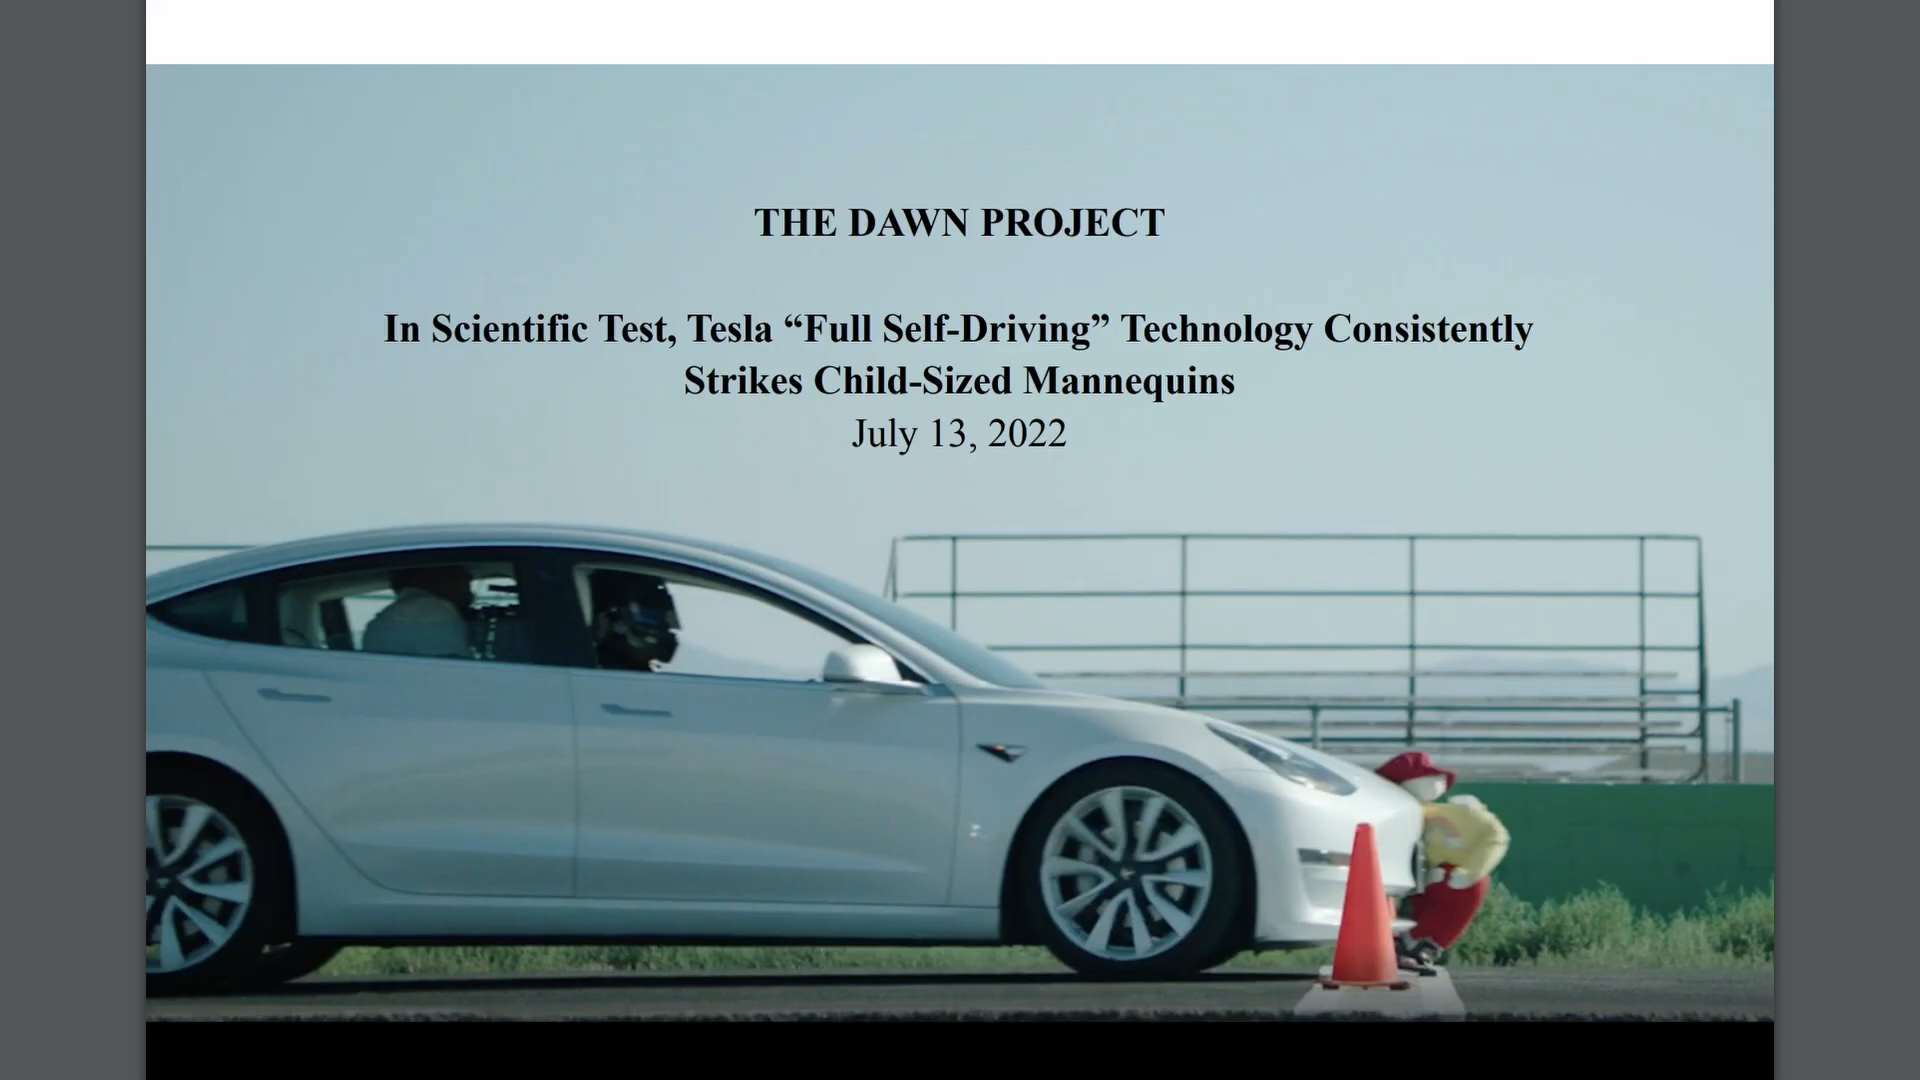 THE DAWN PROJECT
In Scientific Test, Tesla “Full Self-Driving” Technology Consistently
Strikes Child-Sized Mannequins
July 13, 2022